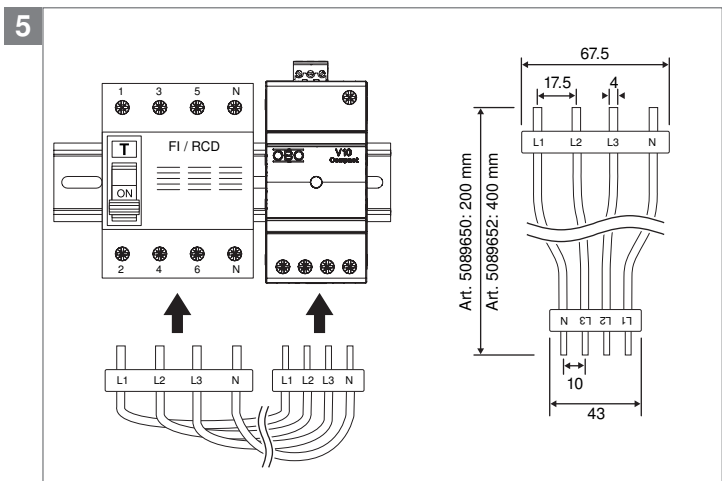 5
1 3 5 N
T
FI / RCD
ON
2 4 6 N
OBO
V10
Compact
L1 L2 L3 N
L1 L2 L3 N
67.5
17.5
4
L1 L2 L3 N
Art. 5089650: 200 mm
Art. 5089652: 400 mm
N L3 L2 L1
10
43